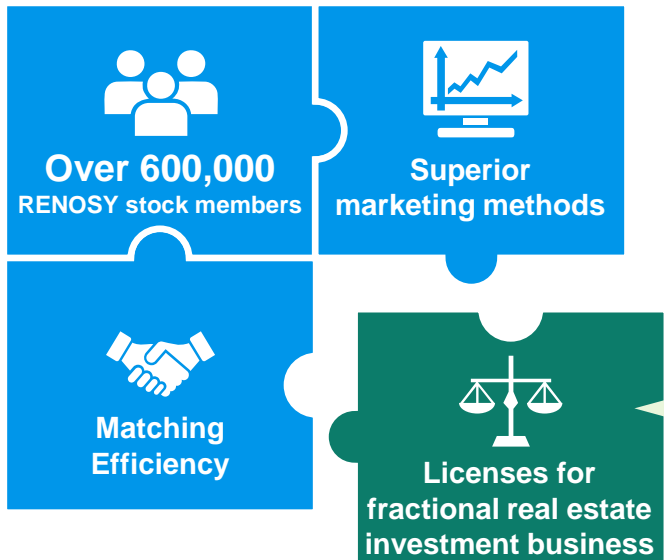 Over 600,000
RENOSY stock members
Superior
marketing methods
Matching
Efficiency
Licenses for
fractional real estate
investment business